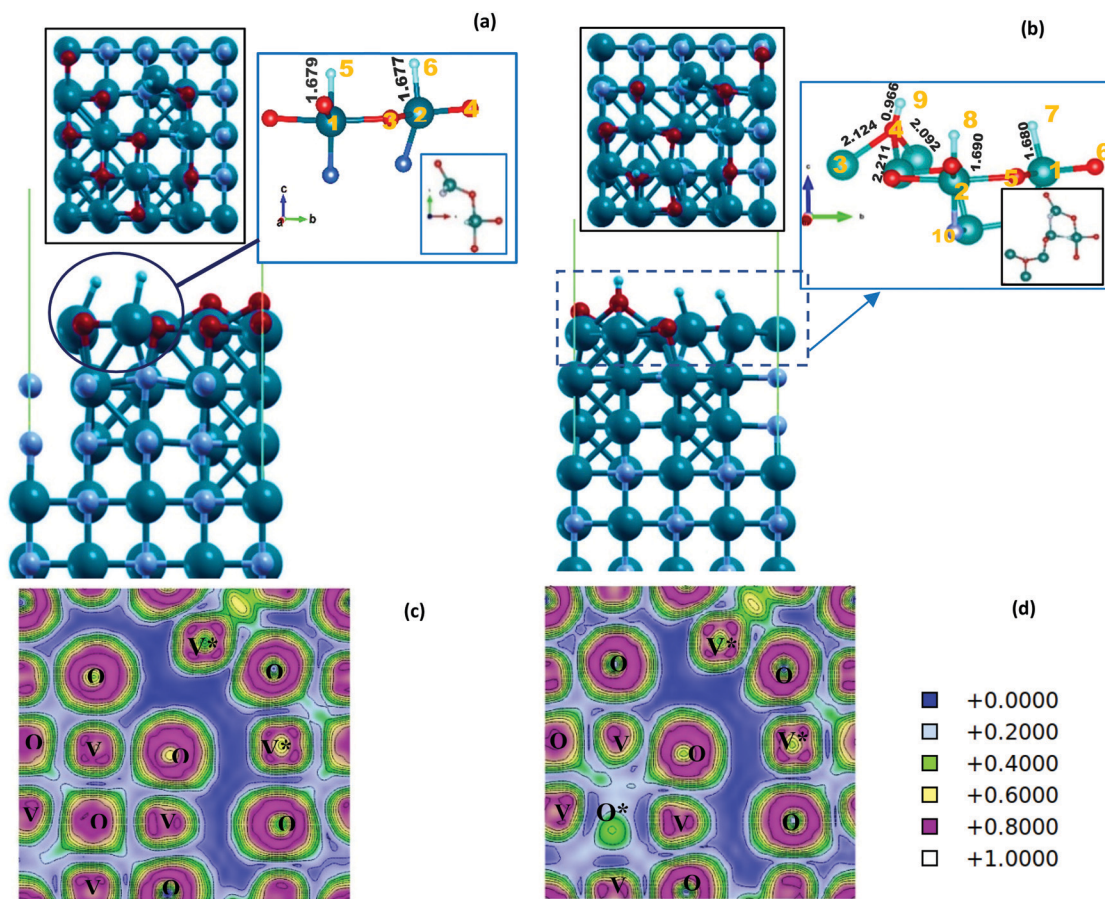 (a)
1.679
5
1.677
6
1
3
2
4
c
a
b
(b)
0.966
9
2.124
4
2.092
8
7
3
2.211
1.690
1.680
2
5
1
6
10
c
b
(c)
V*
O
O
O
V
O
V*
V
O
V
O
V
O
(d)
V*
O
O
O
V
O
V*
V
O*
V
O
V
O
+0.0000
+0.2000
+0.4000
+0.6000
+0.8000
+1.0000